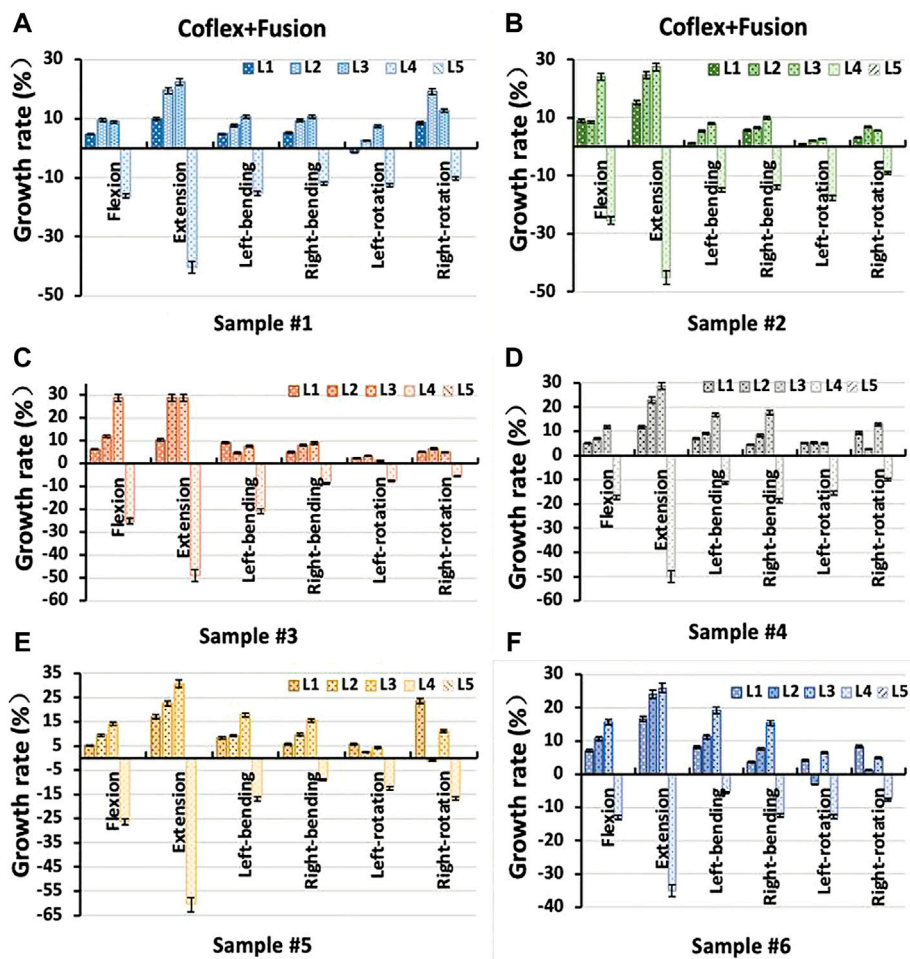 A
Coflex+Fusion
Growth rate (%)
30
10
-10
-30
-50
L1 L2 L3 L4 L5
Flexion
Extension
Left-bending
Right-bending
Left-rotation
Right-rotation
Sample #1
B
Coflex+Fusion
Growth rate (%)
30
10
-10
-30
-50
L1 L2 L3 L4 L5
Flexion
Extension
Left-bending
Right-bending
Left-rotation
Right-rotation
Sample #2
C
Growth rate (%)
30
20
10
0
-10
-20
-30
-40
-50
-60
L1 L2 L3 L4 L5
Flexion
Extension
Left-bending
Right-bending
Left-rotation
Right-rotation
Sample #3
D
Growth rate (%)
30
20
10
0
-10
-20
-30
-40
-50
-60
L1 L2 L3 L4 L5
Flexion
Extension
Left-bending
Right-bending
Left-rotation
Right-rotation
Sample #4
E
Growth rate (%)
35
25
15
5
-5
-15
-25
-35
-45
-55
-65
L1 L2 L3 L4 L5
Flexion
Extension
Left-bending
Right-bending
Left-rotation
Right-rotation
Sample #5
F
Growth rate (%)
30
20
10
0
-10
-20
-30
-40
L1 L2 L3 L4 L5
Flexion
Extension
Left-bending
Right-bending
Left-rotation
Right-rotation
Sample #6